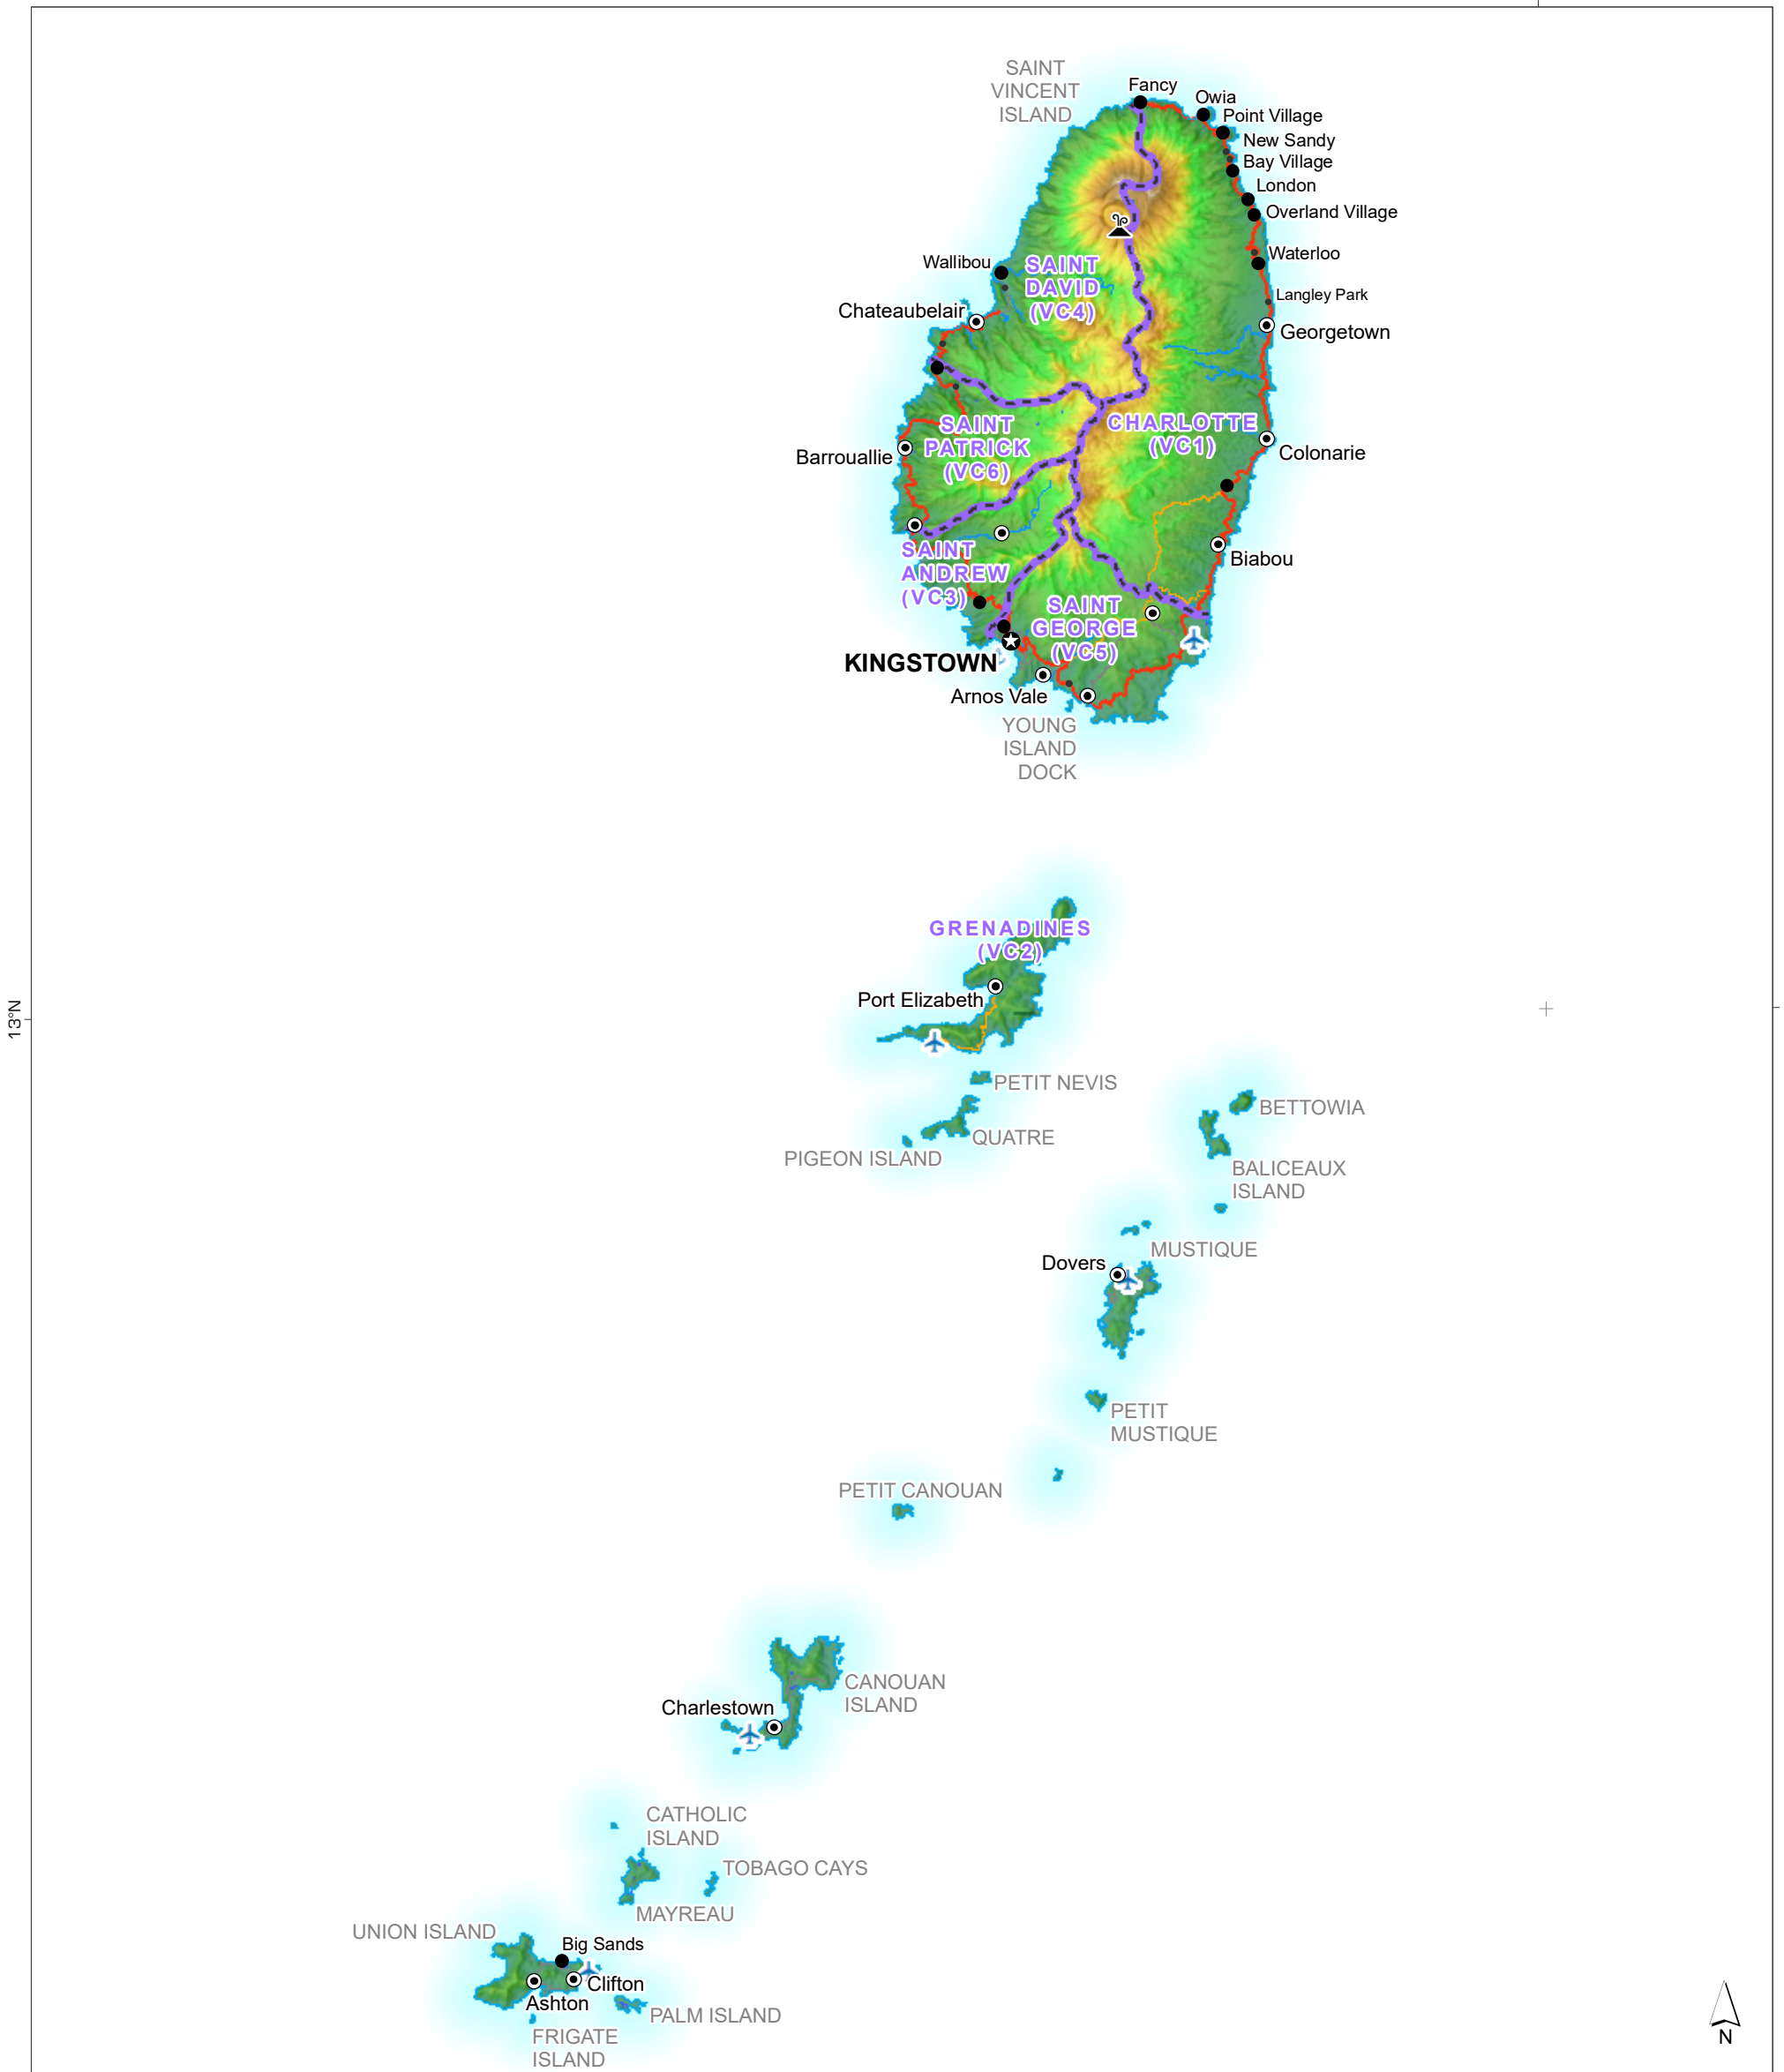 SAINT
VINCENT
ISLAND
Fancy
Owia
Point Village
New Sandy
Bay Village
London
Overland Village
Wallibou
SAINT
DAVID
(VC4)
Waterloo
Langley Park
Chateaubelair
Georgetown
SAINT
PATRICK
(VC6)
CHARLOTTE
(VC1)
Barrouallie
Colonarie
SAINT
ANDREW
(VC3)
Biabou
SAINT
GEORGE
(VC5)
KINGSTOWN
Arnos Vale
YOUNG
ISLAND
DOCK
GRENADINES
(VC2)
Port Elizabeth
13°N
PETIT NEVIS
QUATRE
PIGEON ISLAND
BETTOWIA
BALICEAUX
ISLAND
MUSTIQUE
Dovers
PETIT
MUSTIQUE
PETIT CANOUAN
CANOUAN
ISLAND
Charlestown
CATHOLIC
ISLAND
TOBAGO CAYS
MAYREAU
UNION ISLAND
Big Sands
Clifton
Ashton
PALM ISLAND
FRIGATE
ISLAND
N